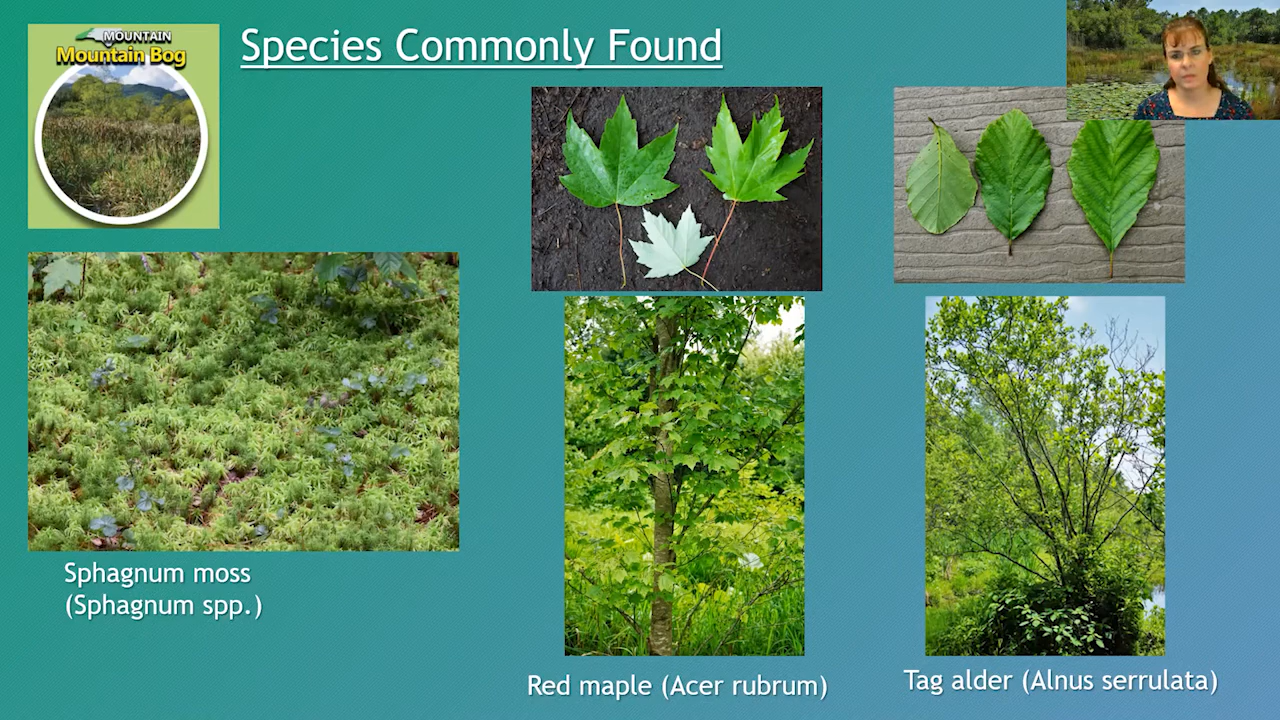 MOUNTAIN
Mountain Bog
Species Commonly Found
Sphagnum moss
(Sphagnum spp.)
Red maple (Acer rubrum)
Tag alder (Alnus serrulata)